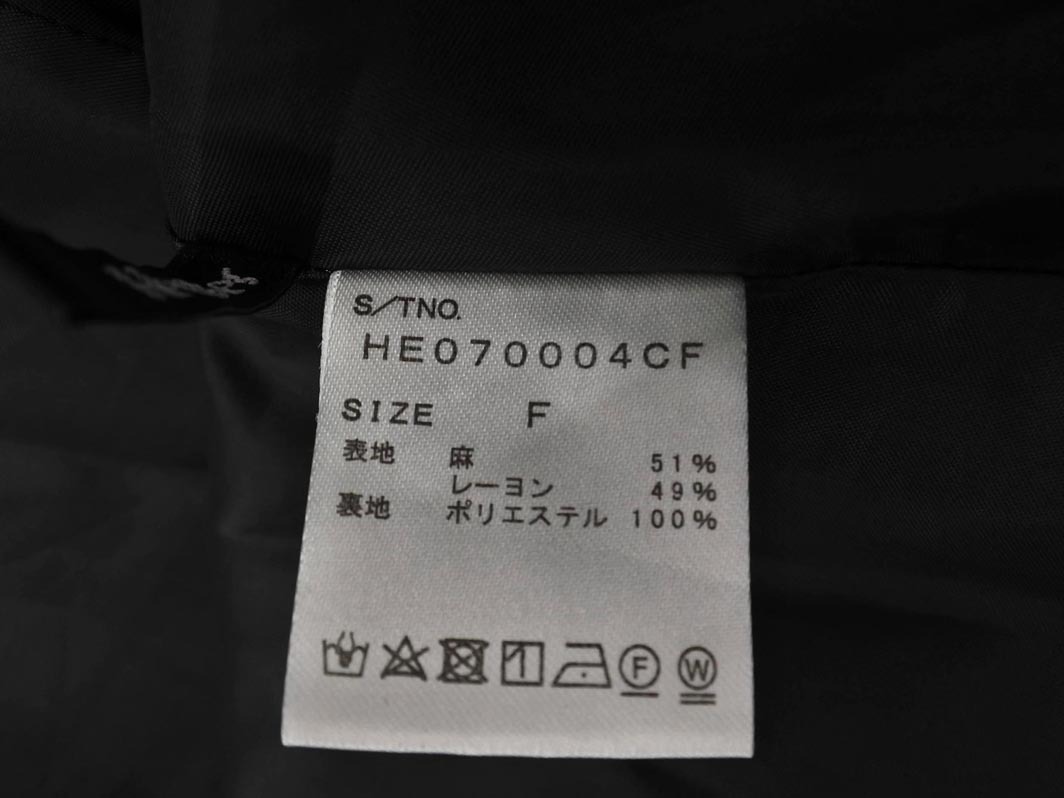 S/TNO.
HE070004CF
SIZE F
表地 麻 51%
レーヨン 49%
裏地 ポリエステル 100%
F W